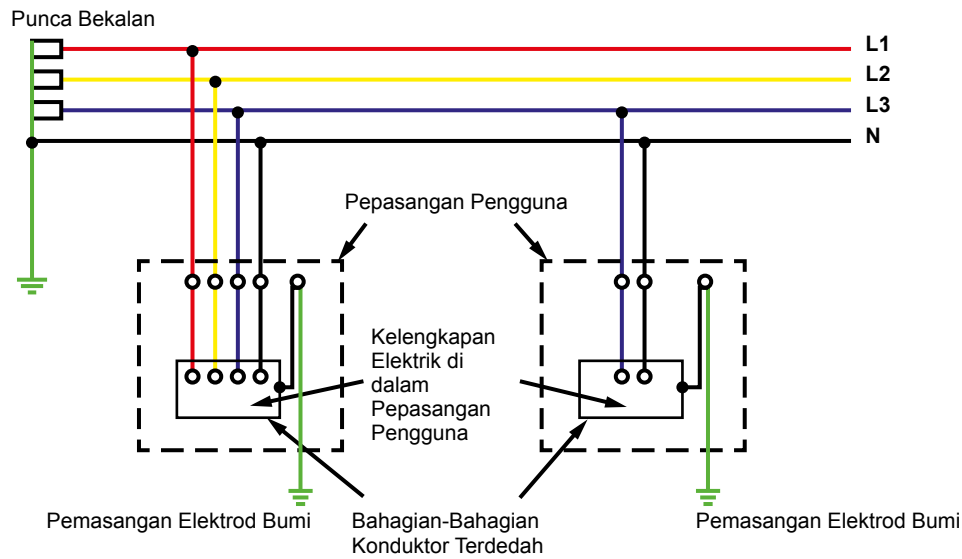 Punca Bekalan
L1
L2
L3
N
Pepasangan Pengguna
Kelengkapan
Elektrik di
dalam
Pepasangan
Pengguna
Pemasangan Elektrod Bumi
Bahagian-Bahagian
Konduktor Terdedah
Pemasangan Elektrod Bumi